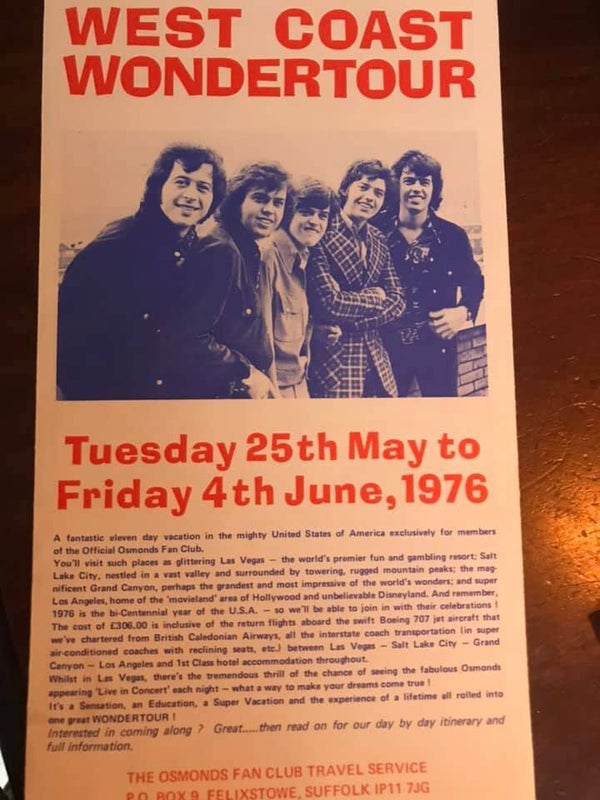 WEST COAST
WONDERTOUR
Tuesday 25th May to
Friday 4th June, 1976
A fantastic eleven day vacation in the mighty United States of America exclusively for members
of the Official Osmonds Fan Club.
You'll visit such places as glittering Las Vegas — the world's premier fun and gambling resort; Salt
Lake City, nestled in a vast valley and surrounded by towering, rugged mountain peaks; the mag-
nificent Grand Canyon, perhaps the grandest and most impressive of the world's wonders; and super
Los Angeles, home of the 'movieland' area of Hollywood and unbelievable Disneyland. And remember,
1976 is the bi-Centennial year of the U.S.A. — so we'll be able to join in with their celebrations !
The cost of £306.00 is inclusive of the return flights aboard the swift Boeing 707 jet aircraft that
we've chartered from British Caledonian Airways, all the interstate coach transportation (in super
air-conditioned coaches with reclining seats, etc.) between Las Vegas — Salt Lake City — Grand
Canyon — Los Angeles and 1st Class hotel accommodation throughout.
Whilst in Las Vegas, there's the tremendous thrill of the chance of seeing the fabulous Osmonds
appearing 'Live in Concert' each night — what a way to make your dreams come true !
It's a Sensation, an Education, a Super Vacation and the experience of a lifetime all rolled into
one great WONDERTOUR !
Interested in coming along ? Great.....then read on for our day by day itinerary and
full information.
THE OSMONDS FAN CLUB TRAVEL SERVICE
P.O. BOX 9, FELIXSTOWE, SUFFOLK IP11 7JG